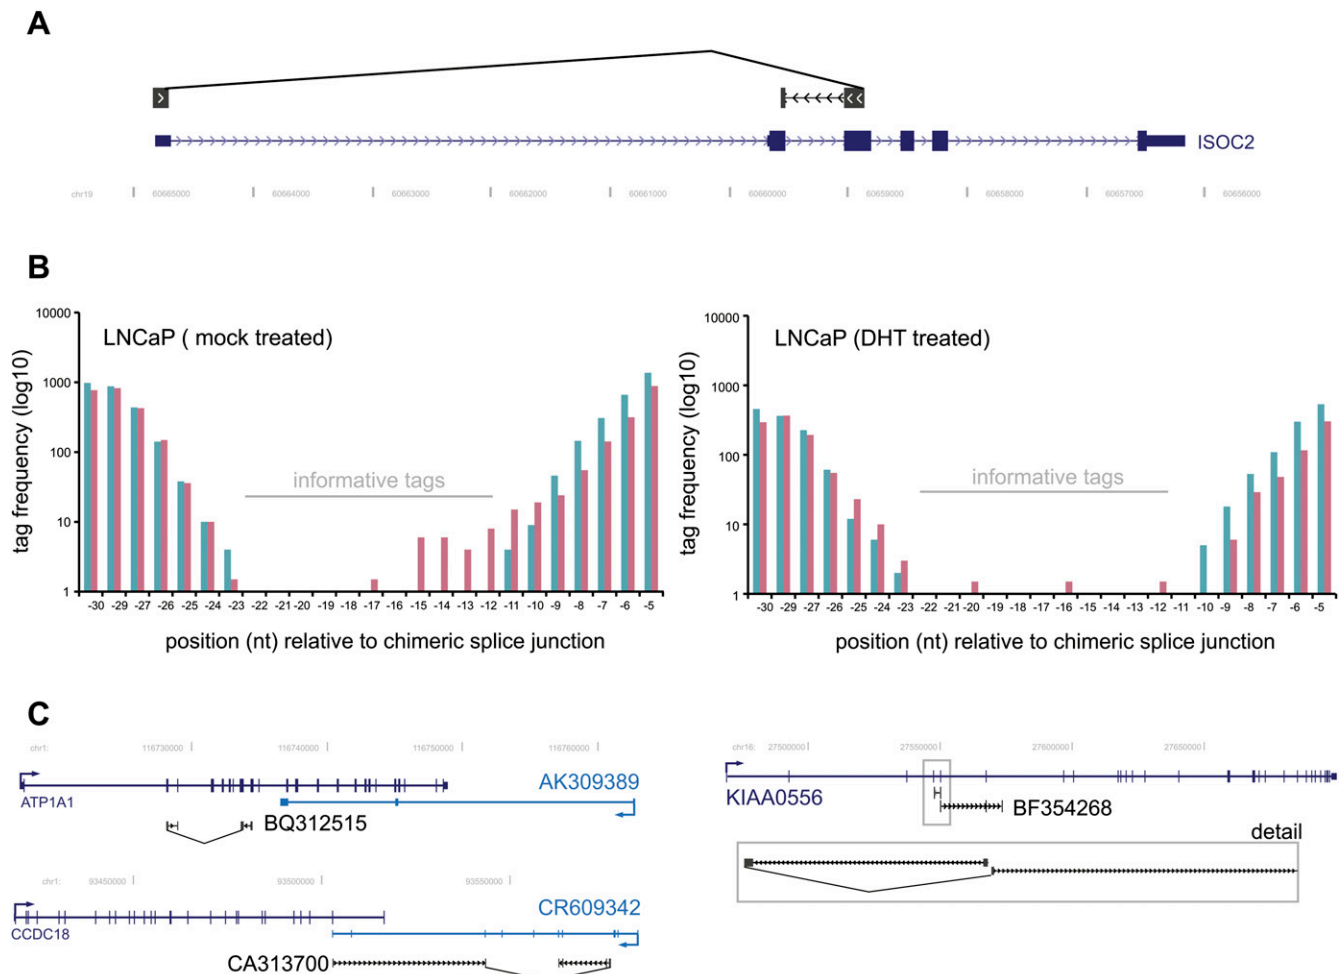 A
ISOC2
chr19 60665000 60664000 60663000 60662000 60661000 60660000 60659000 60658000 60657000 60656000
B
LNCaP ( mock treated)
tag frequency (log10)
10000
1000
100
10
1
informative tags
-30 -29 -27 -26 -25 -24 -23 -22 -21 -20 -19 -18 -17 -16 -15 -14 -13 -12 -11 -10 -9 -8 -7 -6 -5
position (nt) relative to chimeric splice junction
LNCaP (DHT treated)
tag frequency (log10)
10000
1000
100
10
1
informative tags
-30 -29 -27 -26 -25 -24 -23 -22 -21 -20 -19 -18 -17 -16 -15 -14 -13 -12 -11 -10 -9 -8 -7 -6 -5
position (nt) relative to chimeric splice junction
C
chr1: 116730000 116740000 116750000 116760000
AK309389
ATP1A1
BQ312515
chr1: 93450000 93500000 93550000
CR609342
CCDC18
CA313700
chr16: 27500000 27550000 27600000 27650000
KIAA0556
BF354268
detail